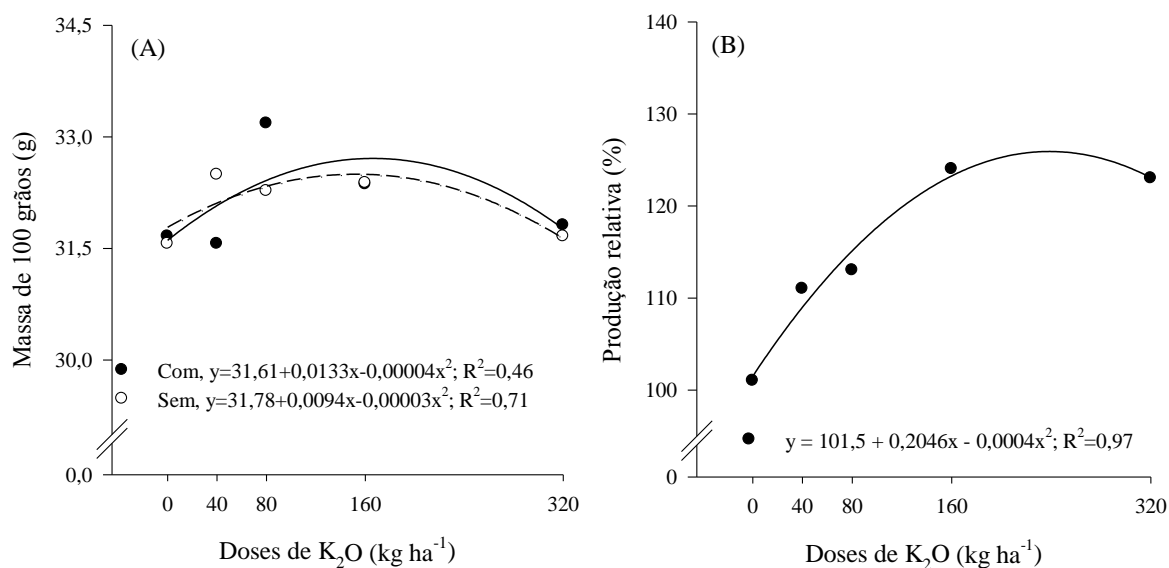 (A)
Massa de 100 grãos (g)
34,5
33,0
31,5
30,0
0,0
Com, y=31,61+0,0133x-0,00004x²; R²=0,46
Sem, y=31,78+0,0094x-0,00003x²; R²=0,71
0 40 80 160 320
Doses de K₂O (kg ha⁻¹)
(B)
Produção relativa (%)
140
130
120
110
100
0
y = 101,5 + 0,2046x - 0,0004x²; R²=0,97
0 40 80 160 320
Doses de K₂O (kg ha⁻¹)